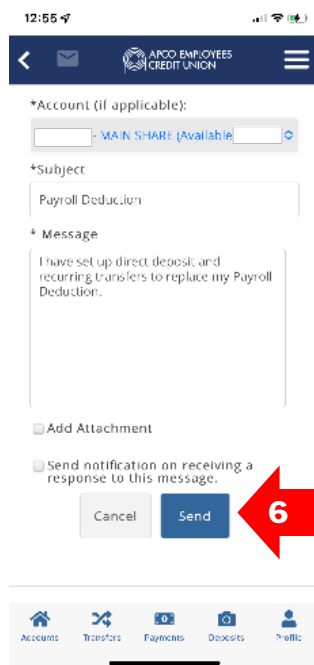 12:55
APCO EMPLOYEES
CREDIT UNION
*Account (if applicable):
- MAIN SHARE (Available
*Subject
Payroll Deduction
* Message
I have set up direct deposit and
recurring transfers to replace my Payroll
Deduction.
Add Attachment
Send notification on receiving a
response to this message.
Cancel
Send
6
Accounts
Transfers
Payments
Deposits
Profile